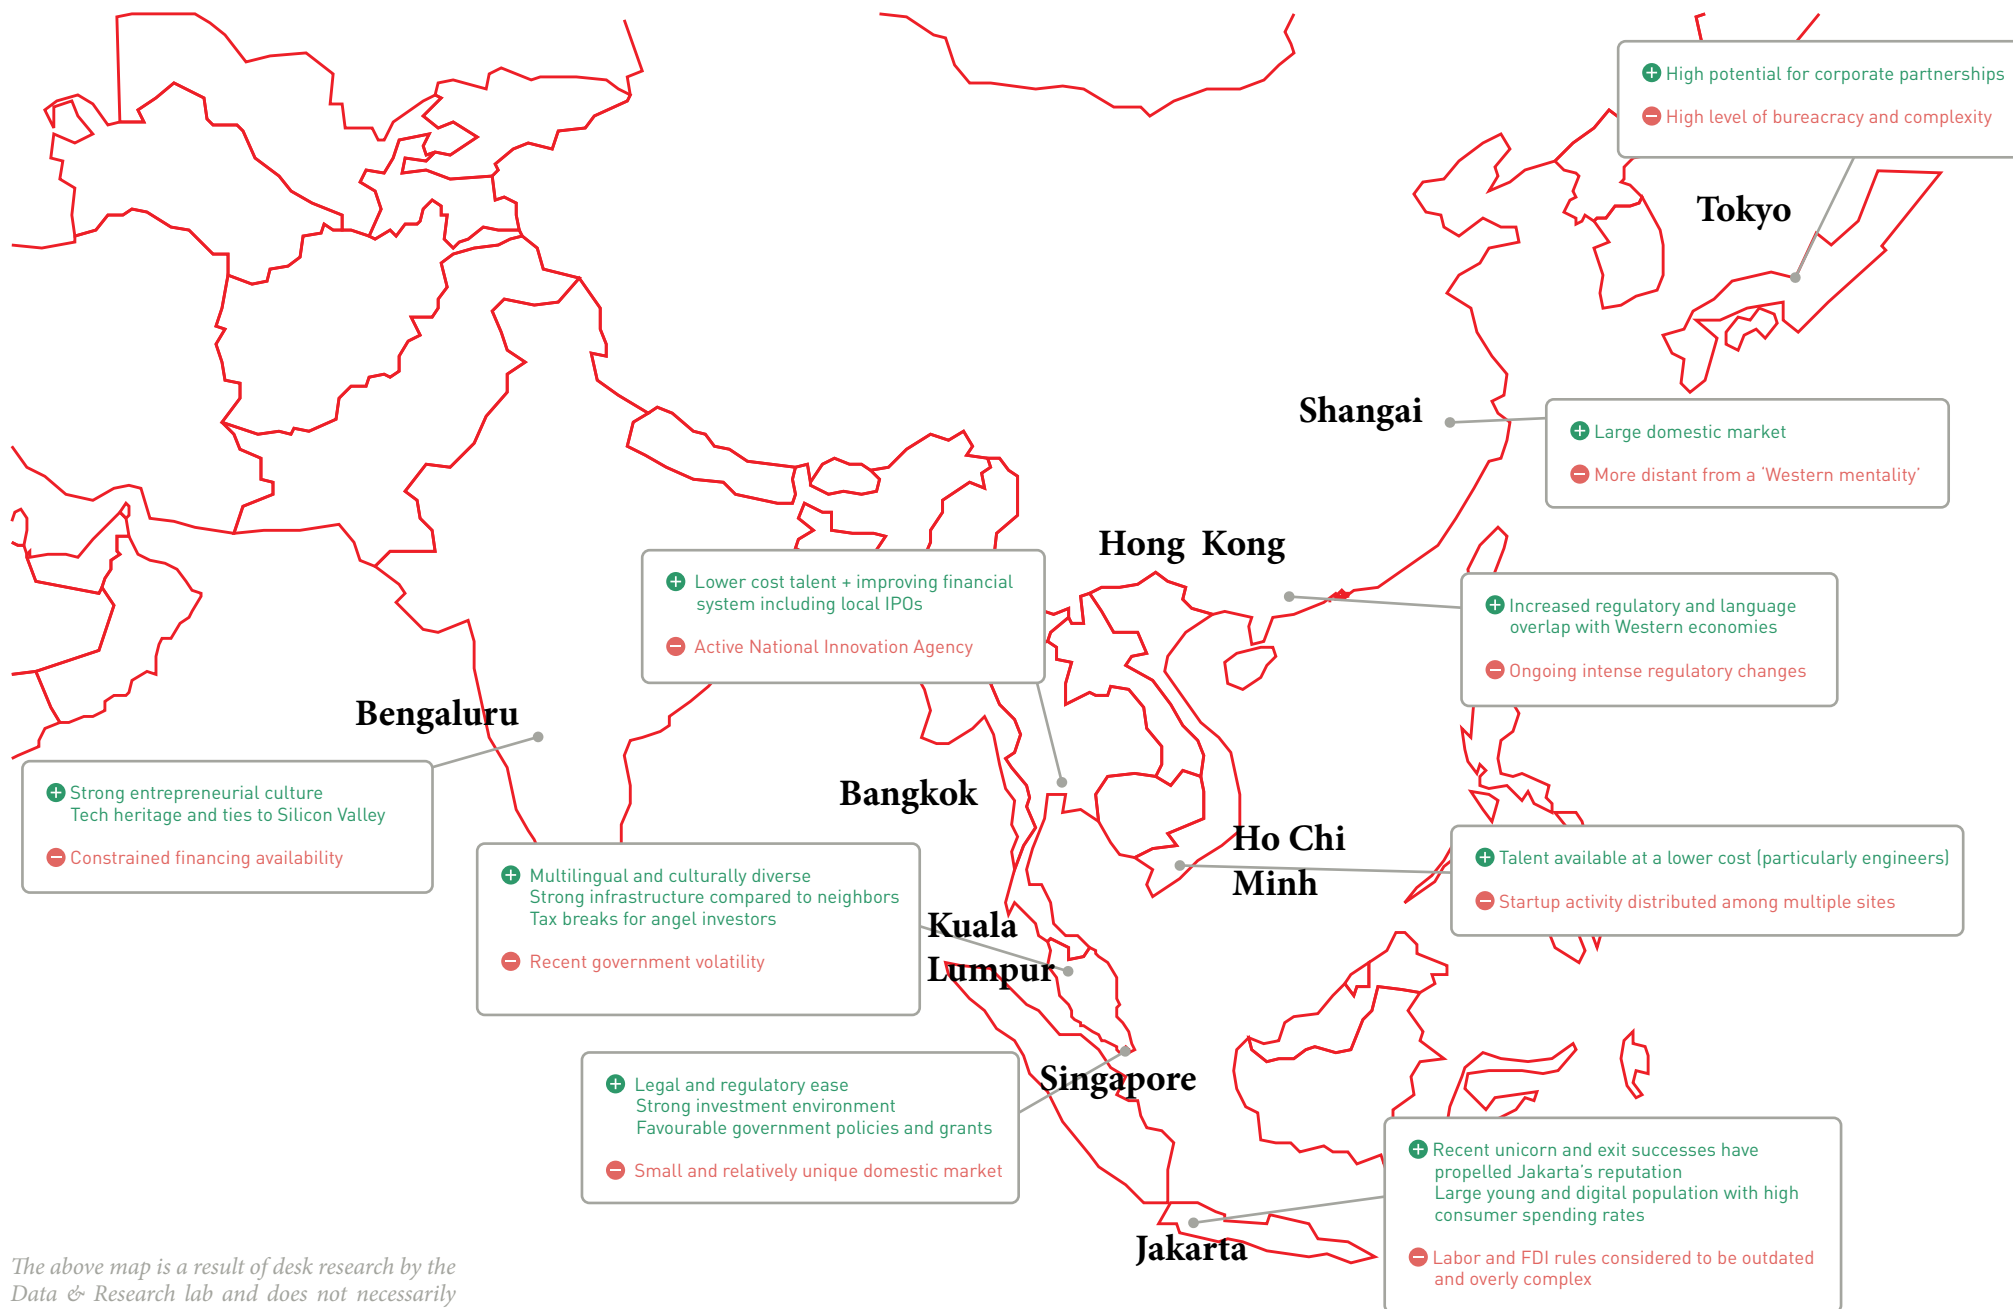 High potential for corporate partnerships
High level of bureacracy and complexity
Tokyo
Shangai
Large domestic market
More distant from a 'Western mentality'
Hong Kong
Increased regulatory and language
overlap with Western economies
Ongoing intense regulatory changes
Lower cost talent + improving financial
system including local IPOs
Active National Innovation Agency
Bengaluru
Strong entrepreneurial culture
Tech heritage and ties to Silicon Valley
Constrained financing availability
Bangkok
Ho Chi
Minh
Talent available at a lower cost (particularly engineers)
Startup activity distributed among multiple sites
Multilingual and culturally diverse
Strong infrastructure compared to neighbors
Tax breaks for angel investors
Recent government volatility
Kuala
Lumpur
Singapore
Legal and regulatory ease
Strong investment environment
Favourable government policies and grants
Small and relatively unique domestic market
Jakarta
Recent unicorn and exit successes have
propelled Jakarta's reputation
Large young and digital population with high
consumer spending rates
Labor and FDI rules considered to be outdated
and overly complex
The above map is a result of desk research by the
Data & Research lab and does not necessarily